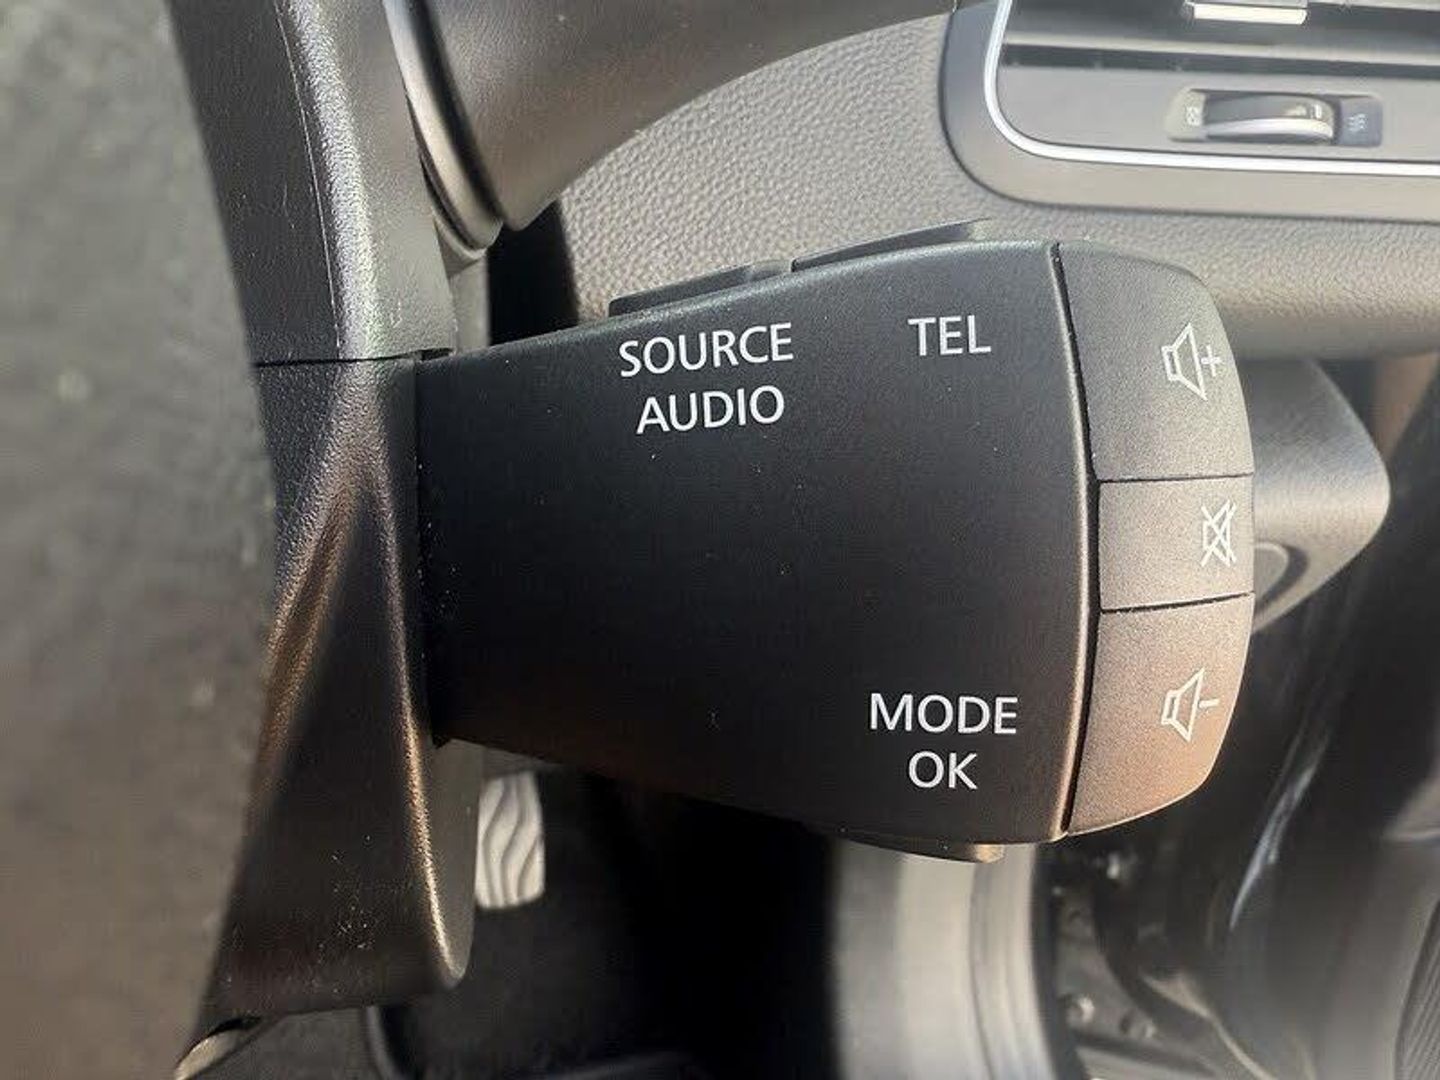 SOURCE
AUDIO
TEL
+
-
MODE
OK